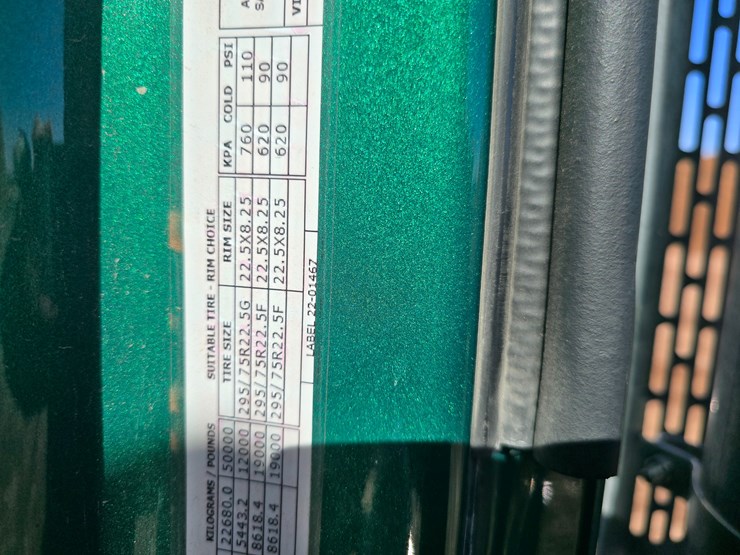 KILOGRAMS / POUNDS SUITABLE TIRE - RIM CHOICE
TIRE SIZE RIM SIZE KPA COLD PSI
22680.0 50000
5443.2 12000 295/75R22.5G 22.5X8.25 760 110
8618.4 19000 295/75R22.5F 22.5X8.25 620 90
8618.4 19000 295/75R22.5F 22.5X8.25 620 90
LABEL 22-01467